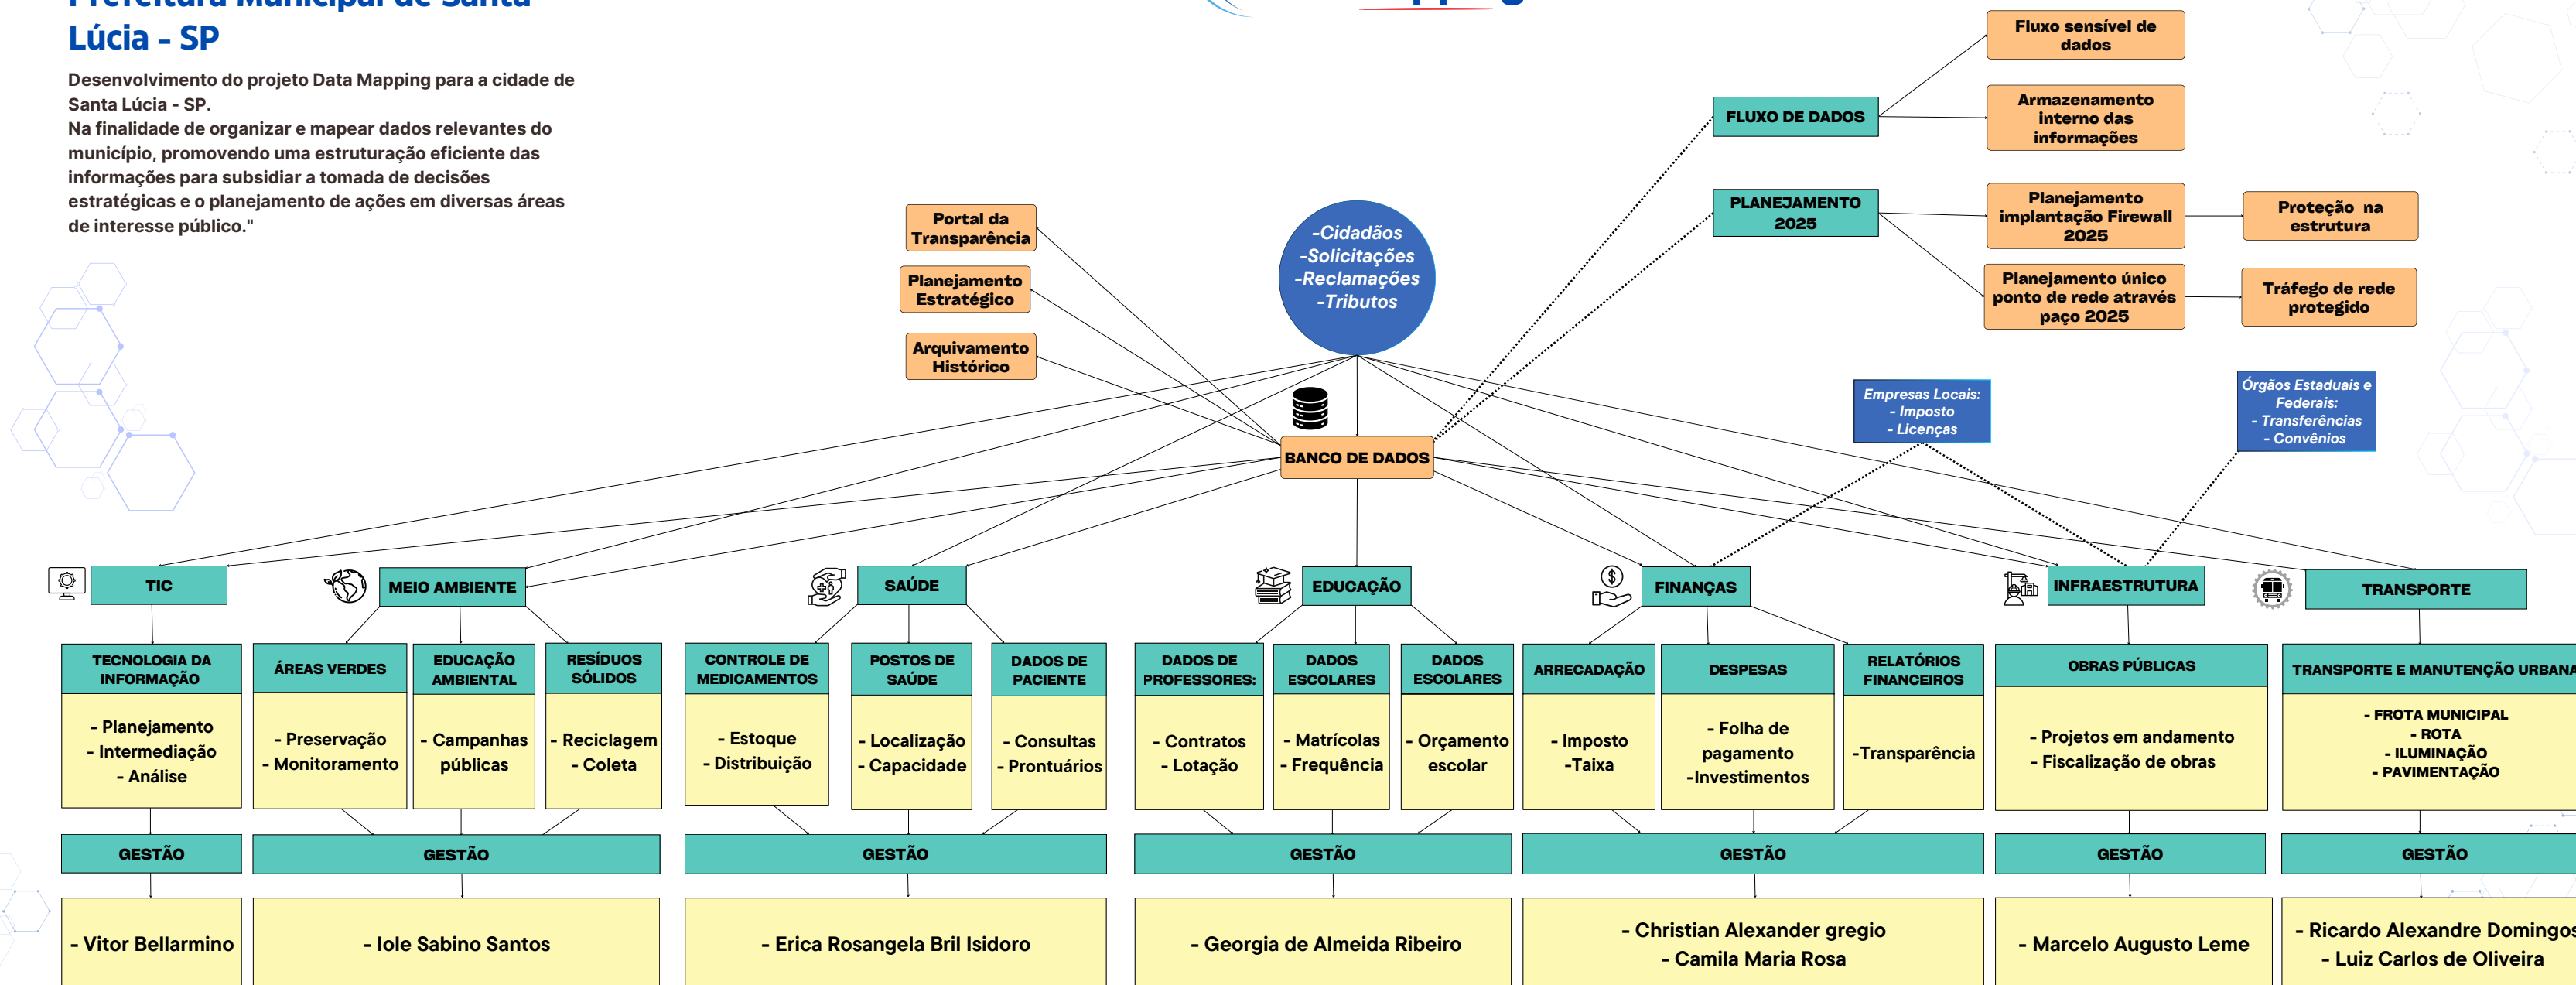 Prefeitura Municipal de Santa
Lúcia - SP
Desenvolvimento do projeto Data Mapping para a cidade de
Santa Lúcia - SP.
Na finalidade de organizar e mapear dados relevantes do
município, promovendo uma estruturação eficiente das
informações para subsidiar a tomada de decisões
estratégicas e o planejamento de ações em diversas áreas
de interesse público."
Fluxo sensível de
dados
FLUXO DE DADOS
Armazenamento
interno das
informações
PLANEJAMENTO
2025
Planejamento
implantação Firewall
2025
Proteção na
estrutura
Planejamento único
ponto de rede através
paço 2025
Tráfego de rede
protegido
Portal da
Transparência
Planejamento
Estratégico
Arquivamento
Histórico
-Cidadãos
-Solicitações
-Reclamações
-Tributos
BANCO DE DADOS
Empresas Locais:
- Imposto
- Licenças
Órgãos Estaduais e
Federais:
- Transferências
- Convênios
TIC
MEIO AMBIENTE
SAÚDE
EDUCAÇÃO
FINANÇAS
INFRAESTRUTURA
TRANSPORTE
TECNOLOGIA DA
INFORMAÇÃO
- Planejamento
- Intermediação
- Análise
ÁREAS VERDES
- Preservação
- Monitoramento
EDUCAÇÃO
AMBIENTAL
- Campanhas
públicas
RESÍDUOS
SÓLIDOS
- Reciclagem
- Coleta
CONTROLE DE
MEDICAMENTOS
- Estoque
- Distribuição
POSTOS DE
SAÚDE
- Localização
- Capacidade
DADOS DE
PACIENTE
- Consultas
- Prontuários
DADOS DE
PROFESSORES:
- Contratos
- Lotação
DADOS
ESCOLARES
- Matrícolas
- Frequência
DADOS
ESCOLARES
- Orçamento
escolar
ARRECADAÇÃO
- Imposto
-Taixa
DESPESAS
- Folha de
pagamento
-Investimentos
RELATÓRIOS
FINANCEIROS
-Transparência
OBRAS PÚBLICAS
- Projetos em andamento
- Fiscalização de obras
TRANSPORTE E MANUTENÇÃO URBANA
- FROTA MUNICIPAL
- ROTA
- ILUMINAÇÃO
- PAVIMENTAÇÃO
GESTÃO
GESTÃO
GESTÃO
GESTÃO
GESTÃO
GESTÃO
GESTÃO
- Vitor Bellarmino
- Iole Sabino Santos
- Erica Rosangela Bril Isidoro
- Georgia de Almeida Ribeiro
- Christian Alexander gregio
- Camila Maria Rosa
- Marcelo Augusto Leme
- Ricardo Alexandre Domingos
- Luiz Carlos de Oliveira